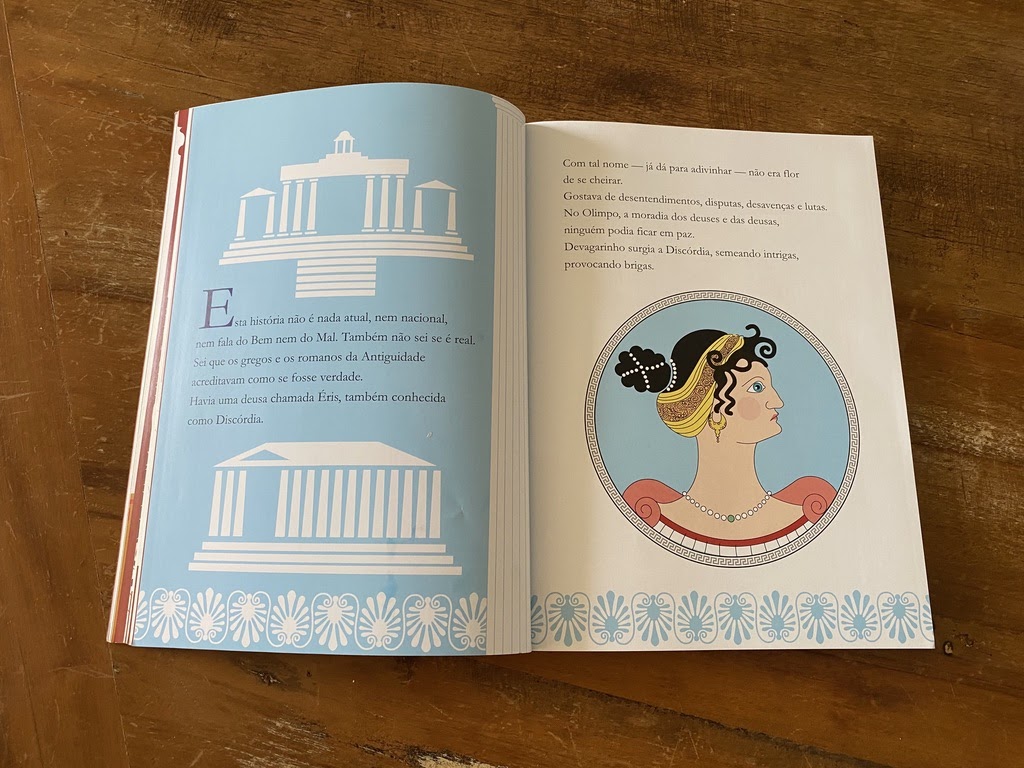 Esta história não é nada atual, nem nacional,
nem fala do Bem nem do Mal. Também não sei se é real.
Sei que os gregos e os romanos da Antiguidade
acreditavam como se fosse verdade.
Havia uma deusa chamada Éris, também conhecida
como Discórdia.
Com tal nome — já dá para adivinhar — não era flor
de se cheirar.
Gostava de desentendimentos, disputas, desavenças e lutas.
No Olimpo, a moradia dos deuses e das deusas,
ninguém podia ficar em paz.
Devagarinho surgia a Discórdia, semeando intrigas,
provocando brigas.